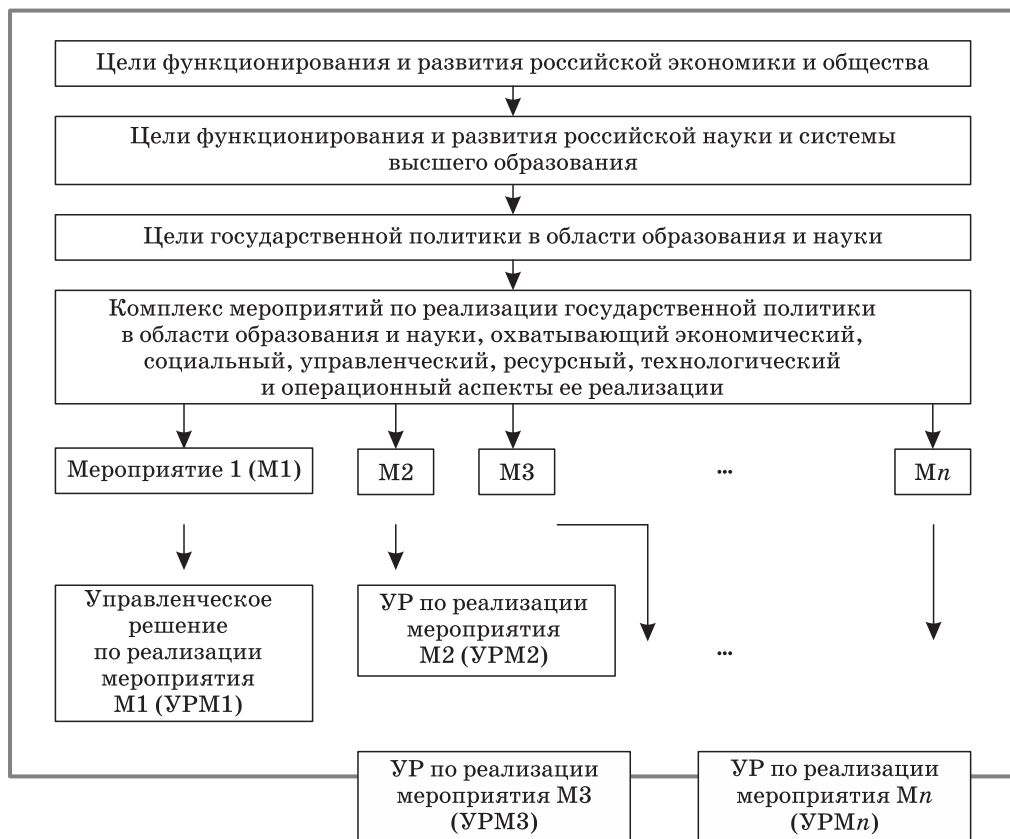 Цели функционирования и развития российской экономики и общества
Цели функционирования и развития российской науки и системы
высшего образования
Цели государственной политики в области образования и науки
Комплекс мероприятий по реализации государственной политики
в области образования и науки, охватывающий экономический,
социальный, управленческий, ресурсный, технологический
и операционный аспекты ее реализации
Мероприятие 1 (М1)
М2
М3
...
Мn
Управленческое
решение
по реализации
мероприятия
М1 (УРМ1)
УР по реализации
мероприятия
М2 (УРМ2)
...
УР по реализации
мероприятия М3
(УРМ3)
УР по реализации
мероприятия Мn
(УРМn)